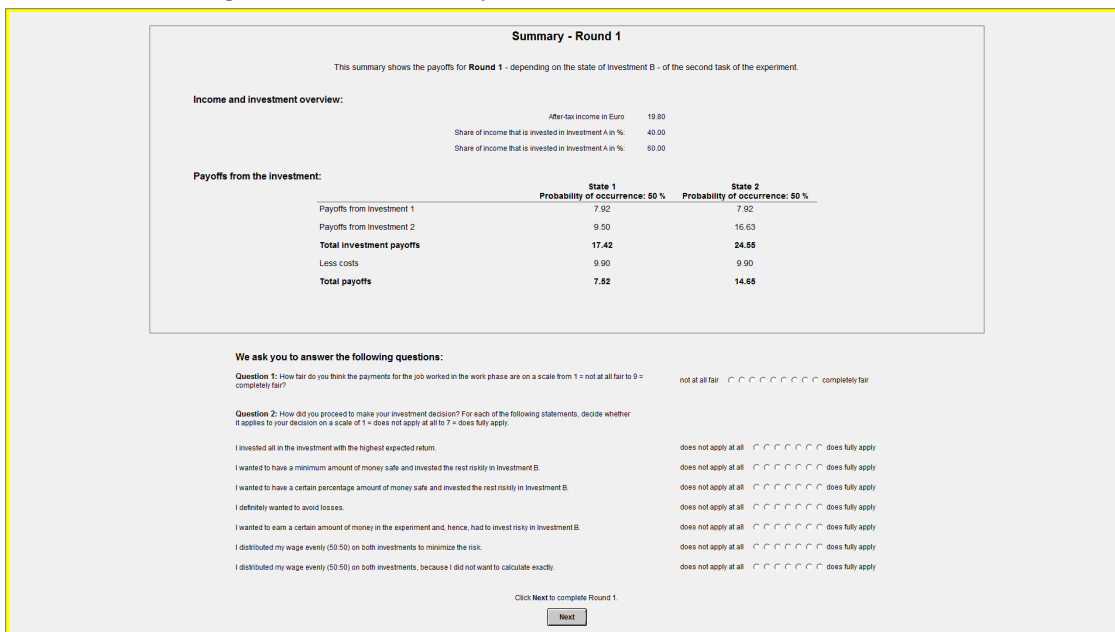 Summary - Round 1
This summary shows the payoffs for Round 1 - depending on the state of Investment B - of the second task of the experiment.
Income and investment overview:
After-tax income in Euro 19.80
Share of income that is invested in Investment A in %: 40.00
Share of income that is invested in Investment A in %: 60.00
Payoffs from the investment:
State 1 State 2
Probability of occurrence: 50 % Probability of occurrence: 50 %
Payoffs from Investment 1 7.92 7.92
Payoffs from Investment 2 9.50 16.63
Total investment payoffs 17.42 24.55
Less costs 9.90 9.90
Total payoffs 7.52 14.65
We ask you to answer the following questions:
Question 1: How fair do you think the payments for the job worked in the work phase are on a scale from 1 = not at all fair to 9 =
completely fair?
not at all fair completely fair
Question 2: How did you proceed to make your investment decision? For each of the following statements, decide whether
it applies to your decision on a scale of 1 = does not apply at all to 7 = does fully apply.
I invested all in the investment with the highest expected return. does not apply at all does fully apply
I wanted to have a minimum amount of money safe and invested the rest riskily in Investment B. does not apply at all does fully apply
I wanted to have a certain percentage amount of money safe and invested the rest riskily in Investment B. does not apply at all does fully apply
I definitely wanted to avoid losses. does not apply at all does fully apply
I wanted to earn a certain amount of money in the experiment and, hence, had to invest risky in Investment B. does not apply at all does fully apply
I distributed my wage evenly (50:50) on both investments to minimize the risk. does not apply at all does fully apply
I distributed my wage evenly (50:50) on both investments, because I did not want to calculate exactly. does not apply at all does fully apply
Click Next to complete Round 1.
Next